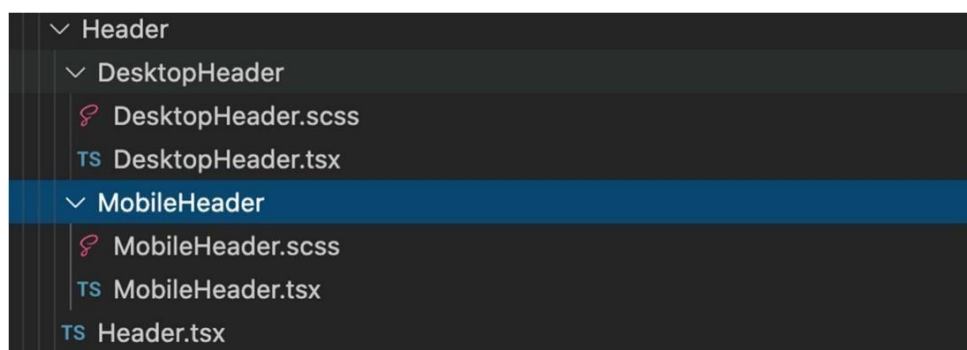 Header
DesktopHeader
DesktopHeader.scss
TS DesktopHeader.tsx
MobileHeader
MobileHeader.scss
TS MobileHeader.tsx
TS Header.tsx